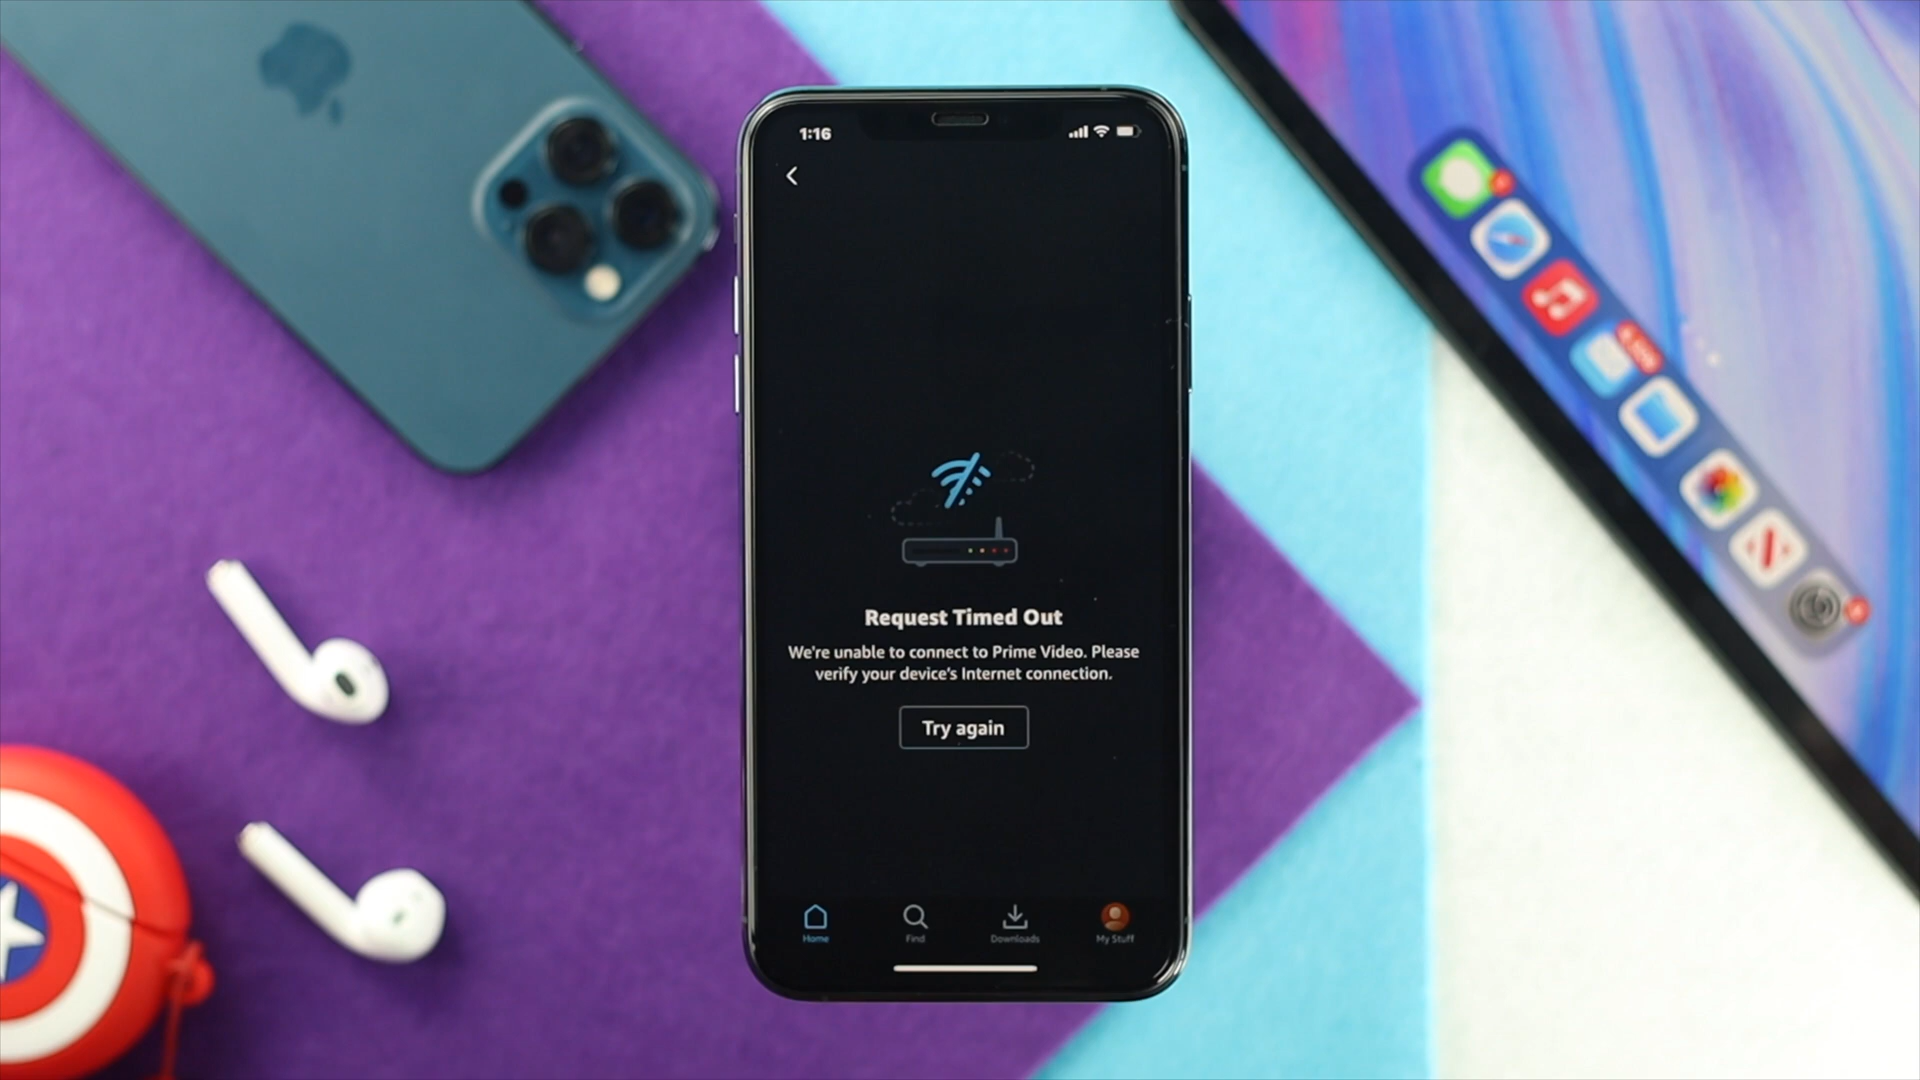 1:16
Request Timed Out
We're unable to connect to Prime Video. Please
verify your device's Internet connection.
Try again
Home
Find
Downloads
My Stuff